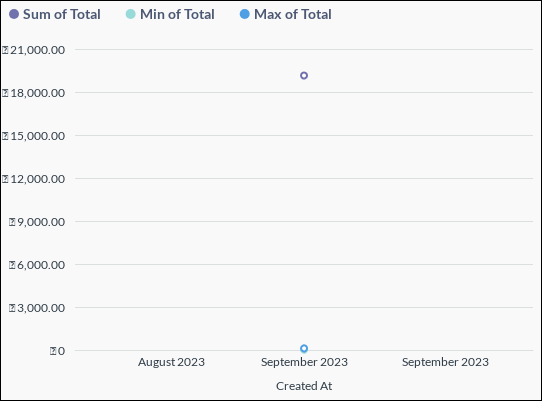 Sum of Total Min of Total Max of Total
21,000.00
18,000.00
15,000.00
12,000.00
9,000.00
6,000.00
3,000.00
0
August 2023 September 2023 September 2023
Created At